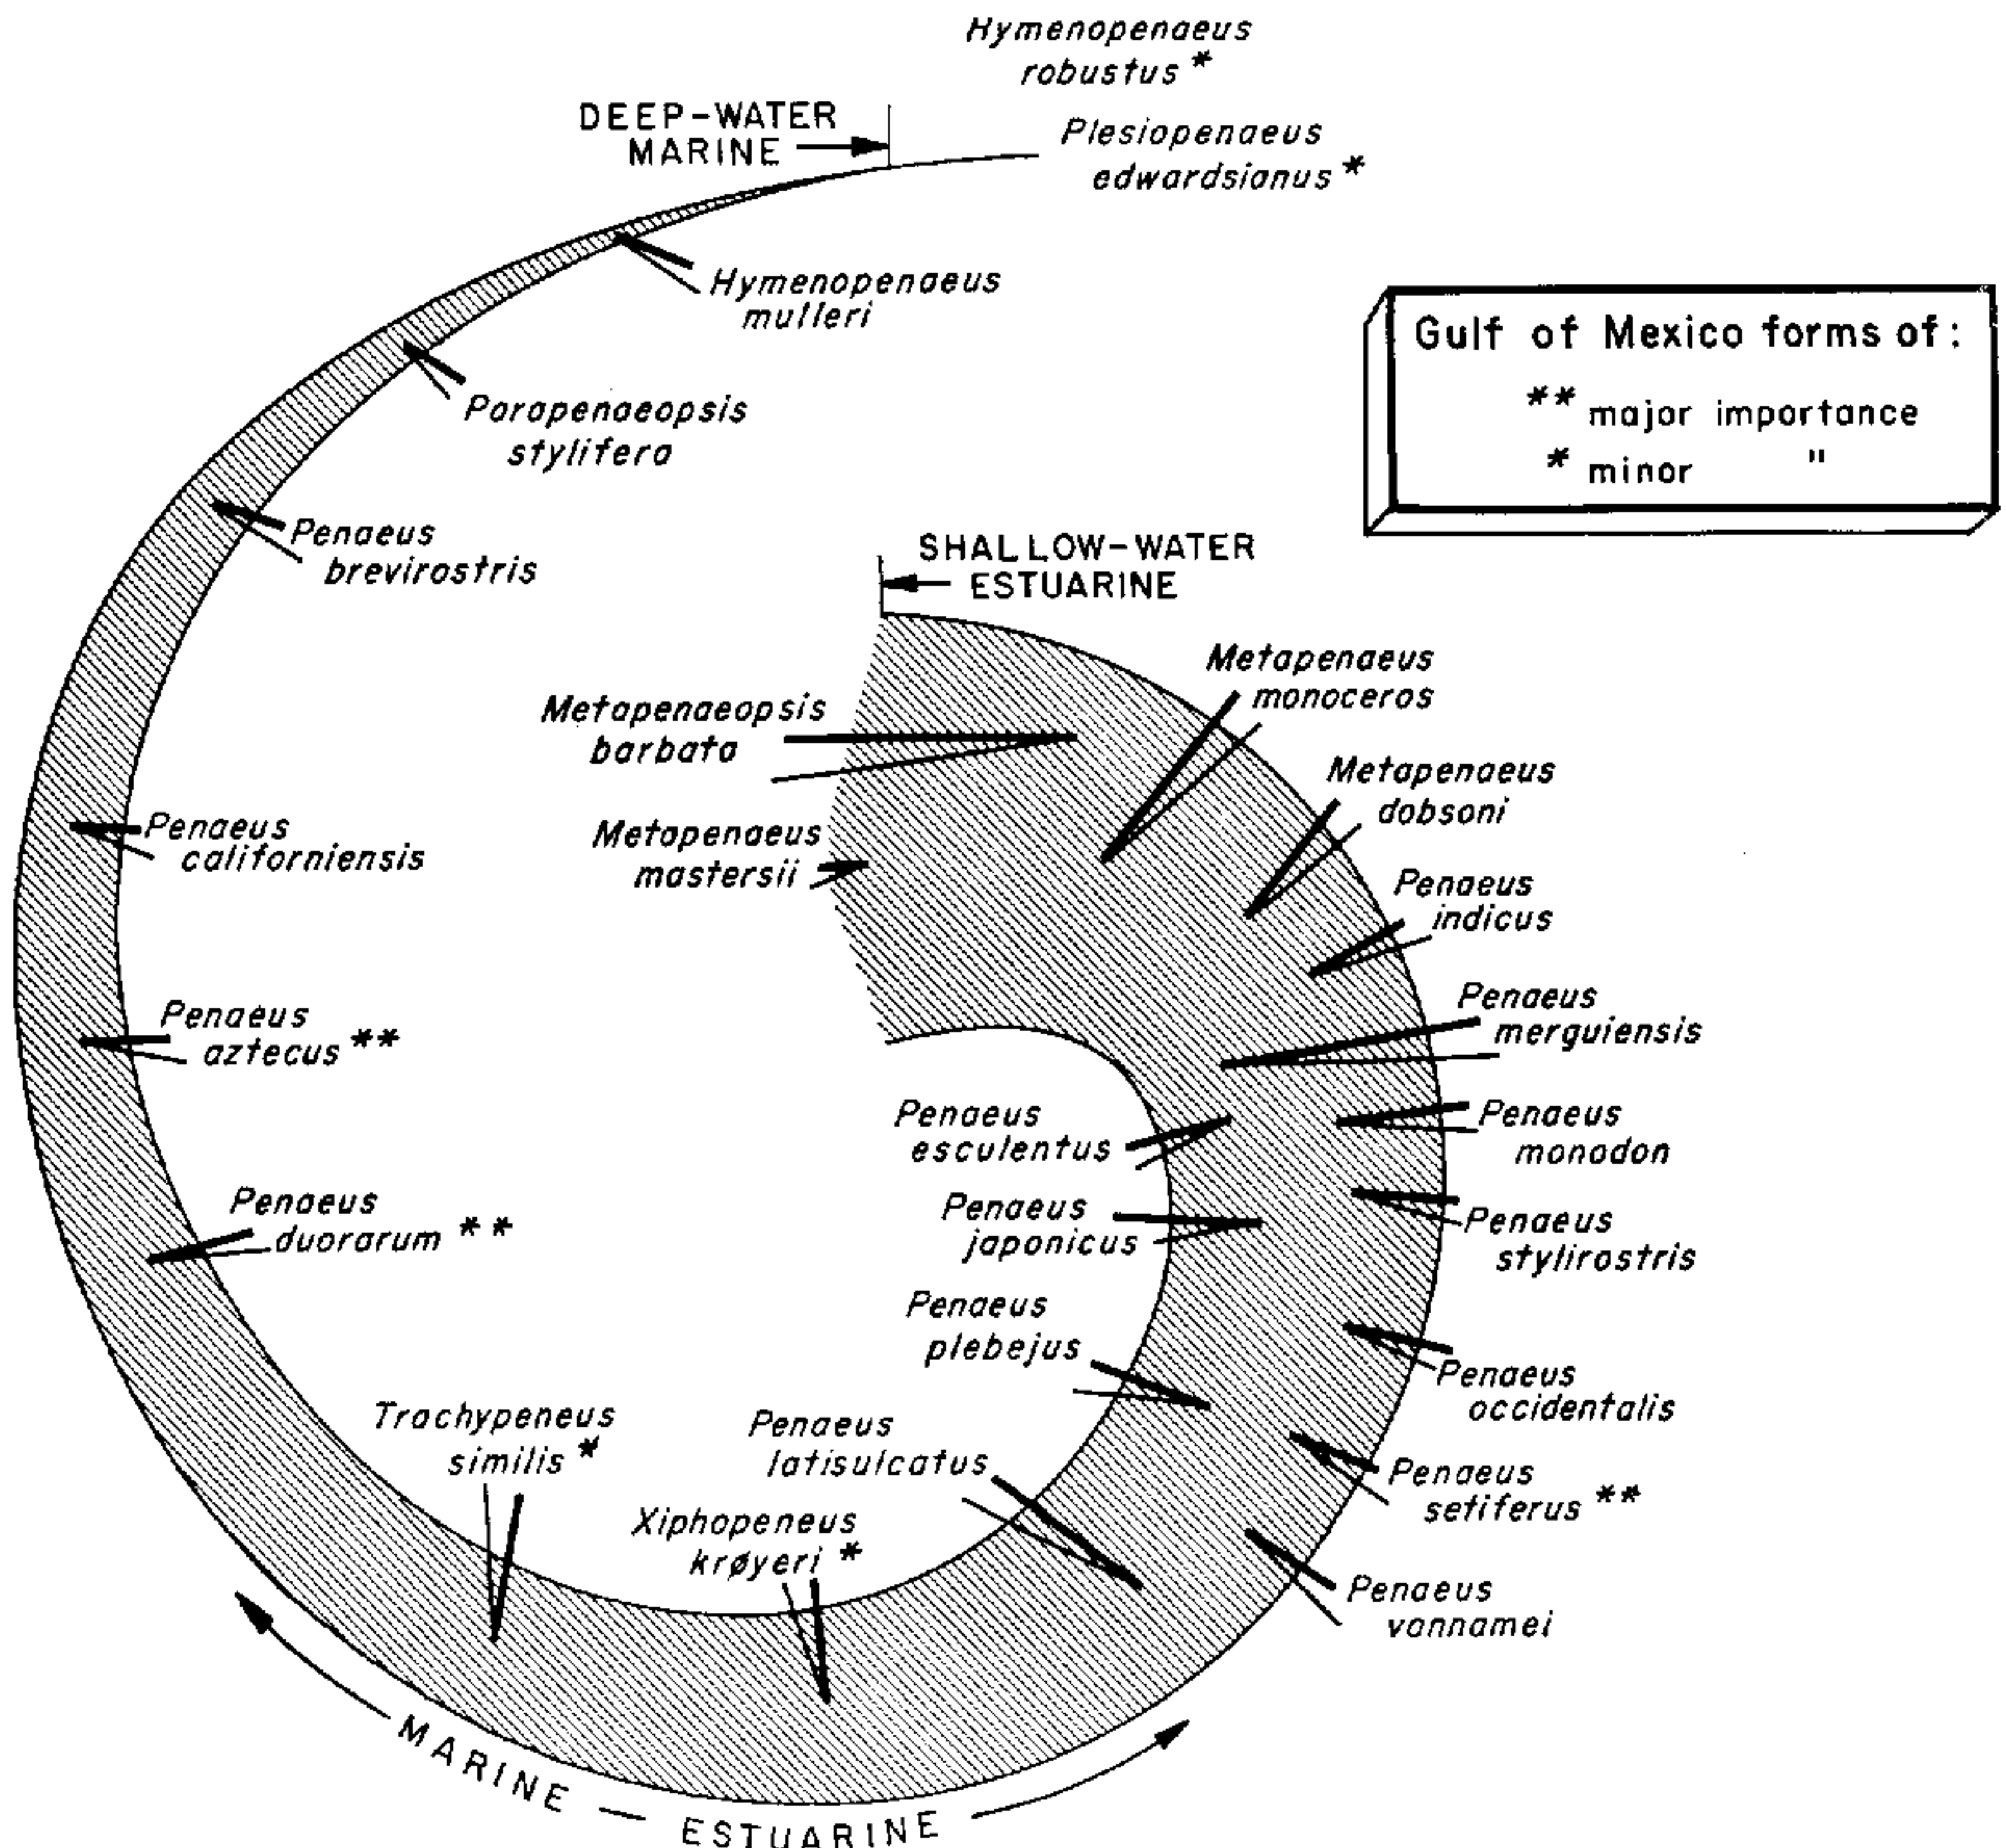 Hymenopenaeus
robustus *
DEEP-WATER
MARINE
Plesiopenaeus
edwardsianus *
Hymenopenaeus
mulleri
Parapenaeopsis
stylifera
Gulf of Mexico forms of:
** major importance
* minor "
Penaeus
brevirostris
SHALLOW-WATER
ESTUARINE
Metapenaeus
monoceros
Metapenaeopsis
barbata
Metapenaeus
dobsoni
Penaeus
californiensis
Metapenaeus
mastersii
Penaeus
indicus
Penaeus
aztecus **
Penaeus
merguiensis
Penaeus
esculentus
Penaeus
monodon
Penaeus
duorarum **
Penaeus
japonicus
Penaeus
stylirostris
Penaeus
plebejus
Penaeus
occidentalis
Trachypeneus
similis *
Penaeus
latisulcatus
Penaeus
setiferus **
Xiphopeneus
krøyeri *
Penaeus
vannamei
MARINE — ESTUARINE